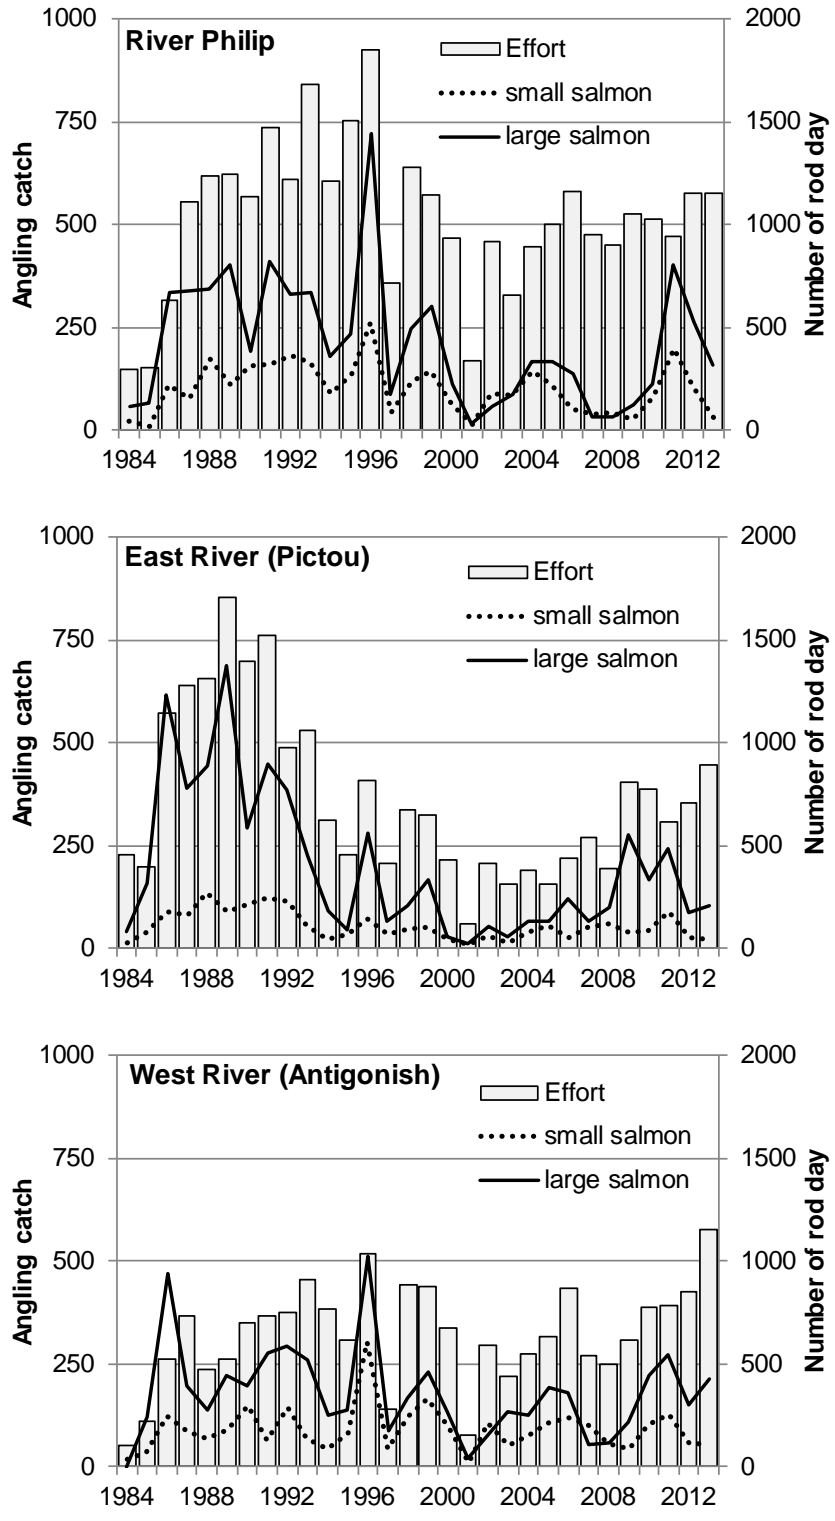 1000
2000
River Philip
Effort
small salmon
large salmon
750
1500
500
1000
250
500
0
0
Angling catch
Number of rod day
1984 1988 1992 1996 2000 2004 2008 2012
1000
2000
East River (Pictou)
Effort
small salmon
large salmon
750
1500
500
1000
250
500
0
0
Angling catch
Number of rod day
1984 1988 1992 1996 2000 2004 2008 2012
1000
2000
West River (Antigonish)
Effort
small salmon
large salmon
750
1500
500
1000
250
500
0
0
Angling catch
Number of rod day
1984 1988 1992 1996 2000 2004 2008 2012